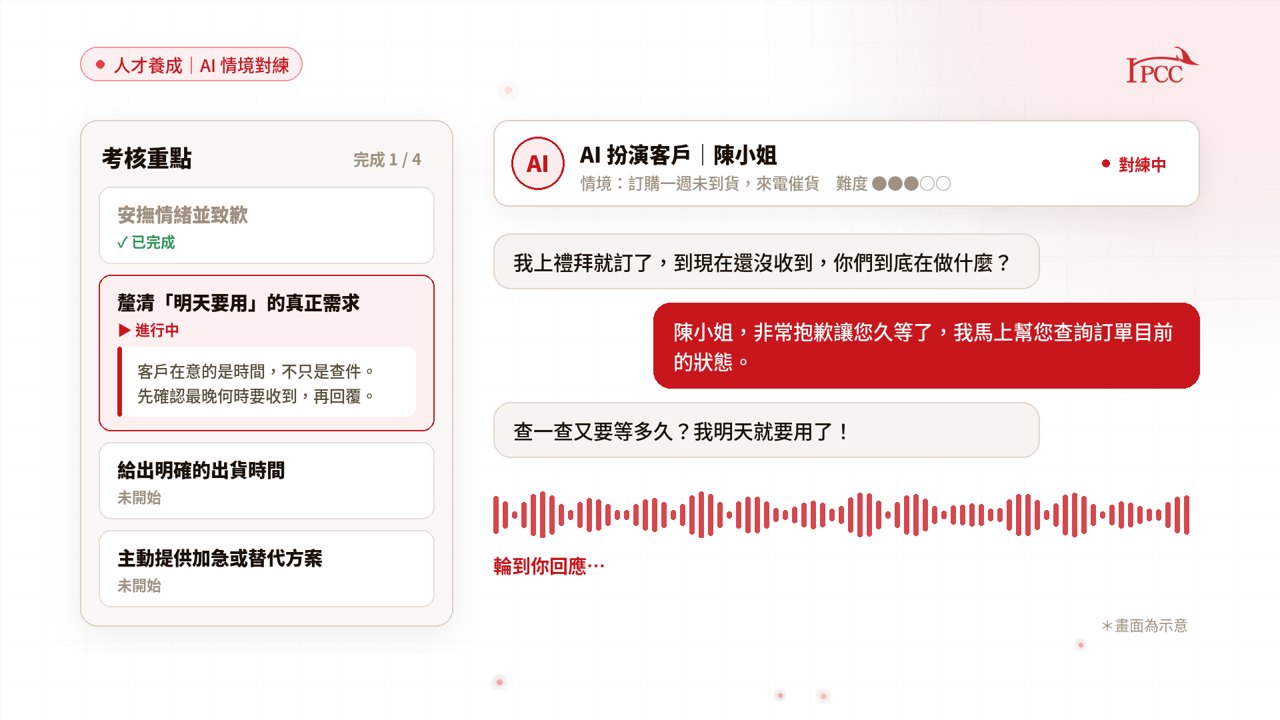 人才養成｜AI 情境對練
IPCC
考核重點
完成 1 / 4
安撫情緒並致歉
✓ 已完成
釐清「明天要用」的真正需求
▶ 進行中
客戶在意的是時間，不只是查件。
先確認最晚何時要收到，再回覆。
給出明確的出貨時間
未開始
主動提供加急或替代方案
未開始
AI
AI 扮演客戶｜陳小姐
情境：訂購一週未到貨，來電催貨　難度 ●●●○○
對練中
我上禮拜就訂了，到現在還沒收到，你們到底在做什麼？
陳小姐，非常抱歉讓您久等了，我馬上幫您查詢訂單目前
的狀態。
查一查又要等多久？我明天就要用了！
輪到你回應…
＊畫面為示意